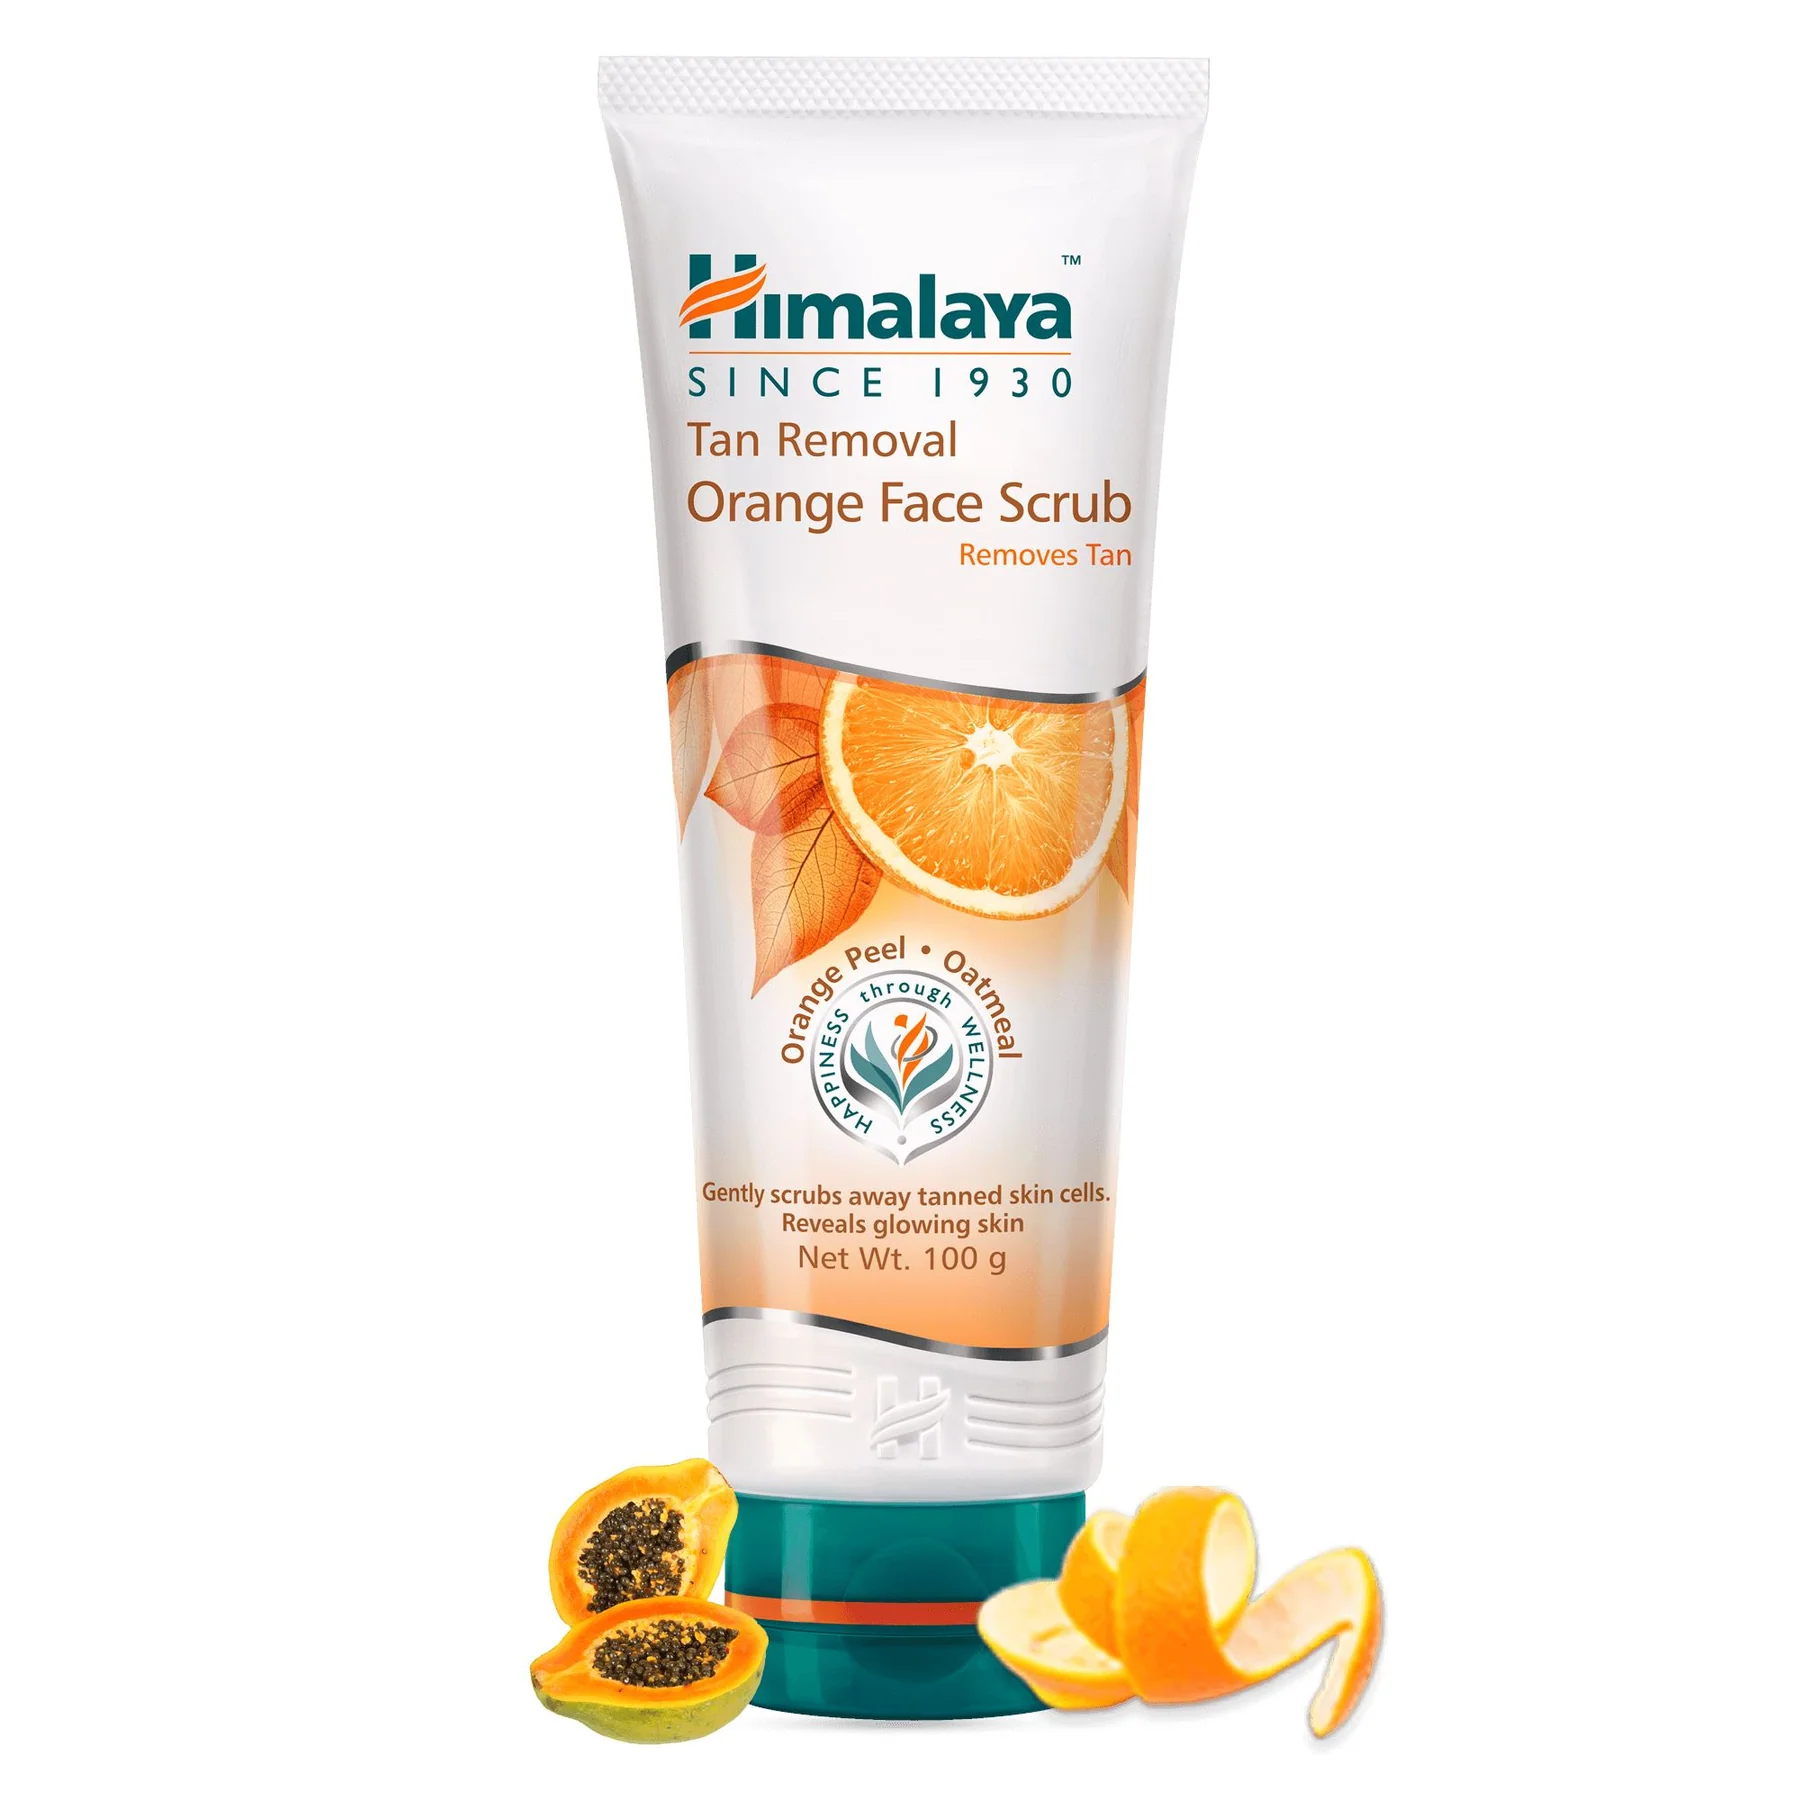 Himalaya™
SINCE 1930
Tan Removal
Orange Face Scrub
Removes Tan
Orange Peel • Oatmeal
HAPPINESS through WELLNESS
Gently scrubs away tanned skin cells.
Reveals glowing skin
Net Wt. 100 g